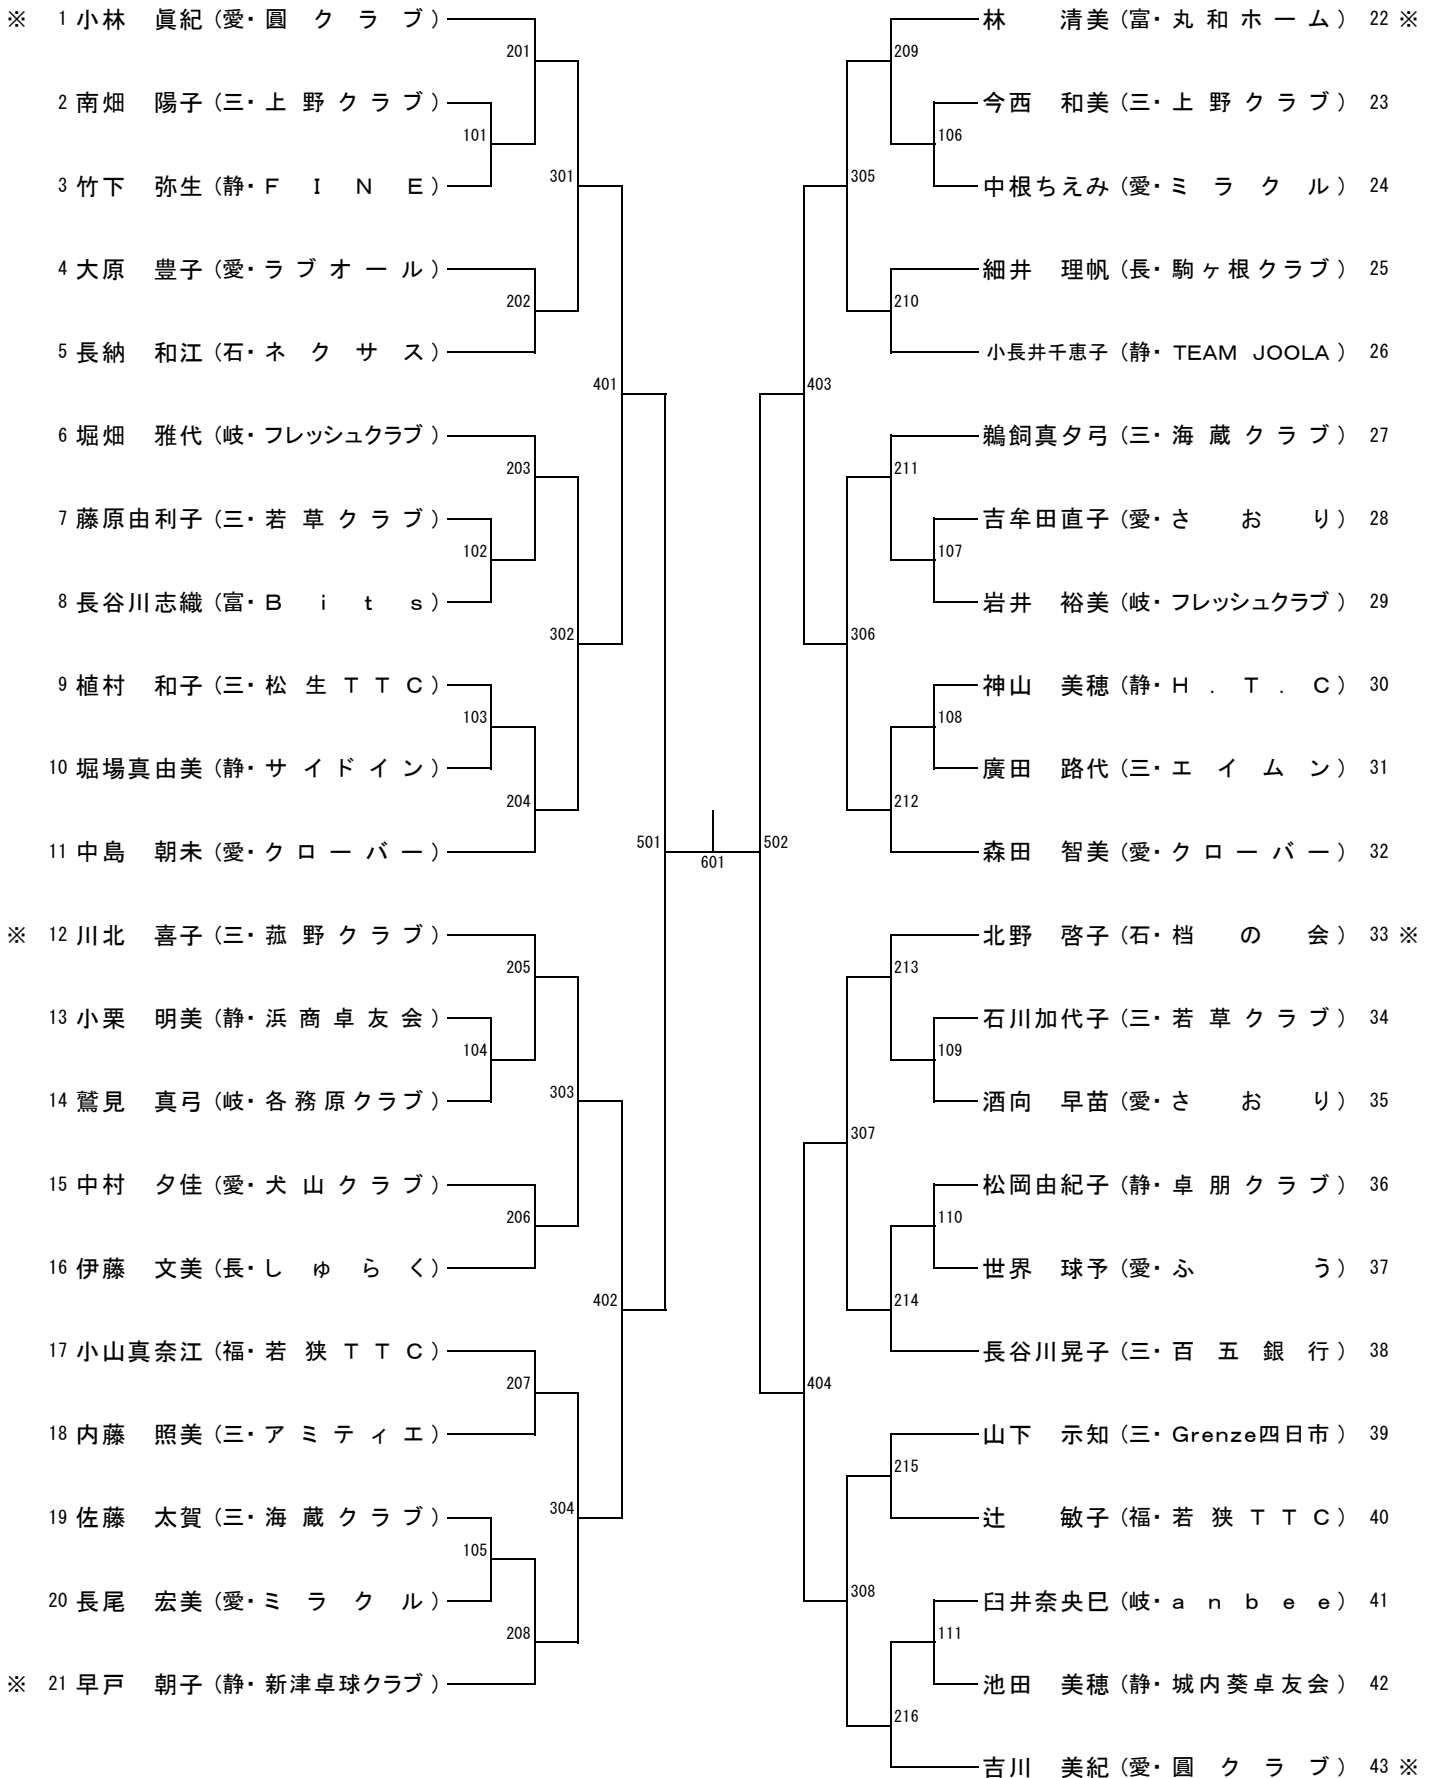 ※ 1 小林 眞紀 (愛・圓クラブ)
201
2 南畑 陽子 (三・上野クラブ)
101
3 竹下 弥生 (静・ＦＩＮＥ)
301
4 大原 豊子 (愛・ラブオール)
202
5 長納 和江 (石・ネクサス)
401
6 堀畑 雅代 (岐・フレッシュクラブ)
203
7 藤原由利子 (三・若草クラブ)
102
8 長谷川志織 (富・Ｂｉｔｓ)
302
9 植村 和子 (三・松生ＴＴＣ)
103
10 堀場真由美 (静・サイドイン)
204
11 中島 朝未 (愛・クローバー)
501
601
※ 12 川北 喜子 (三・菰野クラブ)
205
13 小栗 明美 (静・浜商卓友会)
104
14 鷲見 真弓 (岐・各務原クラブ)
303
15 中村 夕佳 (愛・犬山クラブ)
206
16 伊藤 文美 (長・しゅらく)
402
17 小山真奈江 (福・若狭ＴＴＣ)
207
18 内藤 照美 (三・アミティエ)
304
19 佐藤 太賀 (三・海蔵クラブ)
105
20 長尾 宏美 (愛・ミラクル)
208
※ 21 早戸 朝子 (静・新津卓球クラブ)
林 清美 (富・丸和ホーム) 22 ※
209
今西 和美 (三・上野クラブ) 23
106
中根ちえみ (愛・ミラクル) 24
305
細井 理帆 (長・駒ヶ根クラブ) 25
210
小長井千恵子 (静・TEAM JOOLA) 26
403
鵜飼真夕弓 (三・海蔵クラブ) 27
211
吉牟田直子 (愛・さおり) 28
107
岩井 裕美 (岐・フレッシュクラブ) 29
306
神山 美穂 (静・Ｈ．Ｔ．Ｃ) 30
108
廣田 路代 (三・エイムン) 31
212
森田 智美 (愛・クローバー) 32
502
北野 啓子 (石・档の会) 33 ※
213
石川加代子 (三・若草クラブ) 34
109
酒向 早苗 (愛・さおり) 35
307
松岡由紀子 (静・卓朋クラブ) 36
110
世界 球予 (愛・ふう) 37
214
長谷川晃子 (三・百五銀行) 38
404
山下 示知 (三・Grenze四日市) 39
215
辻 敏子 (福・若狭ＴＴＣ) 40
308
臼井奈央巳 (岐・ａｎｂｅｅ) 41
111
池田 美穂 (静・城内葵卓友会) 42
216
吉川 美紀 (愛・圓クラブ) 43 ※